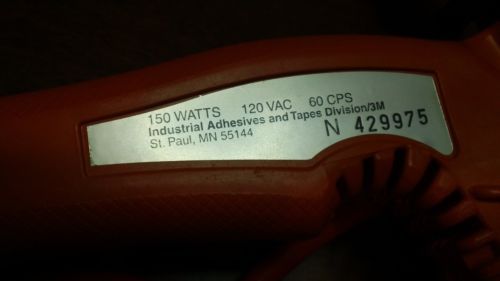 150 WATTS 120 VAC 60 CPS
Industrial Adhesives and Tapes Division/3M
St. Paul, MN 55144 N 429975